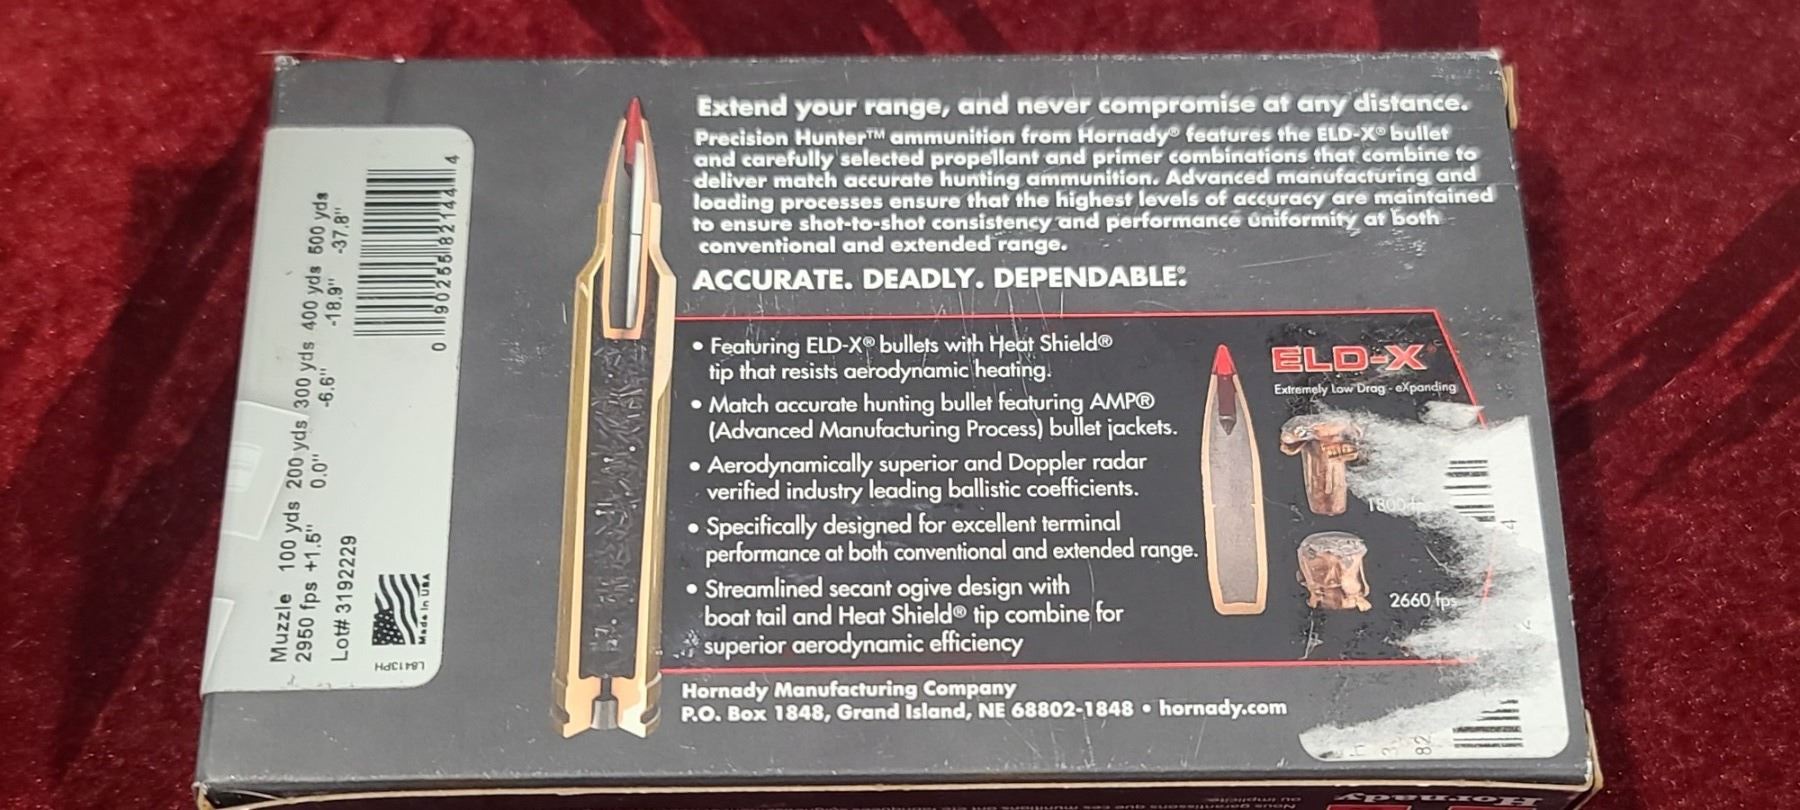 Extend your range, and never compromise at any distance.
Precision Hunter™ ammunition from Hornady® features the ELD-X® bullet
and carefully selected propellant and primer combinations that combine to
deliver match accurate hunting ammunition. Advanced manufacturing and
loading processes ensure that the highest levels of accuracy are maintained
to ensure shot-to-shot consistency and performance uniformity at both
conventional and extended range.
ACCURATE. DEADLY. DEPENDABLE.®
• Featuring ELD-X® bullets with Heat Shield®
tip that resists aerodynamic heating.
• Match accurate hunting bullet featuring AMP®
(Advanced Manufacturing Process) bullet jackets.
• Aerodynamically superior and Doppler radar
verified industry leading ballistic coefficients.
• Specifically designed for excellent terminal
performance at both conventional and extended range.
• Streamlined secant ogive design with
boat tail and Heat Shield® tip combine for
superior aerodynamic efficiency
ELD-X®
Extremely Low Drag - eXpanding
1800 fps
2660 fps
Hornady Manufacturing Company
P.O. Box 1848, Grand Island, NE 68802-1848 • hornady.com
Muzzle 100 yds 200 yds 300 yds 400 yds 500 yds
2950 fps +1.5" 0.0" -6.6" -18.9" -37.8"
Lot# 3192229
0 90255 82144 4
Made in USA
L8413PH
Hornady